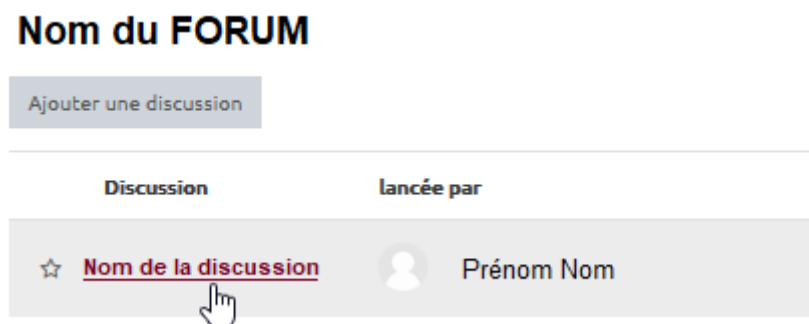 Nom du FORUM
Ajouter une discussion
Discussion lancée par
Nom de la discussion Prénom Nom